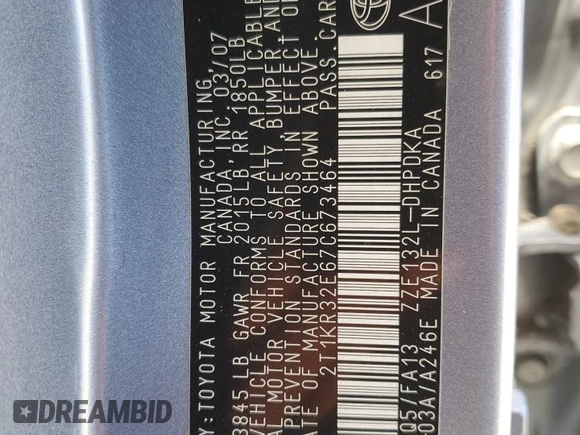 Y:TOYOTA MOTOR MANUFACTURING,
CANADA, INC. 03/07
3845LB GAWR FR 2015LB RR 1850LB
VEHICLE CONFORMS TO ALL APPLICABLE
AL MOTOR VEHICLE SAFETY, BUMPER, AND
PREVENTION STANDARDS IN EFFECT ON
ATE OF MANUFACTURE SHOWN ABOVE.
2T1KR32E67C673464 PASS.CAR
Q5/FA13 ZZE132L-DHPDKA
03A/A246E MADE IN CANADA 617
A
DREAMBID